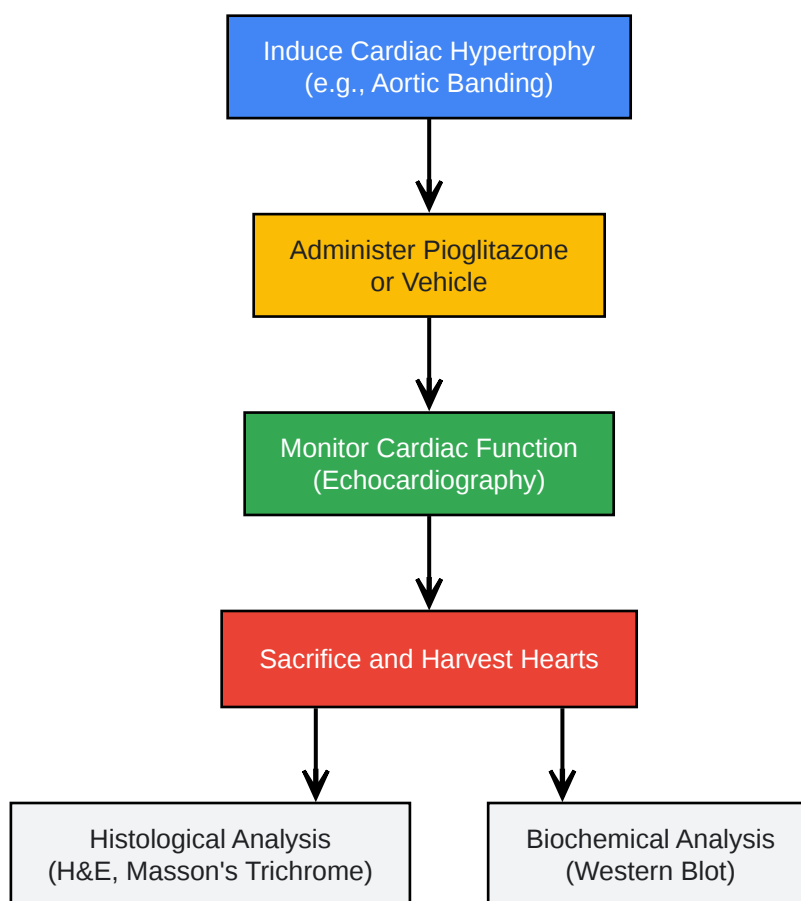 Induce Cardiac Hypertrophy
(e.g., Aortic Banding)
Administer Pioglitazone
or Vehicle
Monitor Cardiac Function
(Echocardiography)
Sacrifice and Harvest Hearts
Histological Analysis
(H&E, Masson's Trichrome)
Biochemical Analysis
(Western Blot)